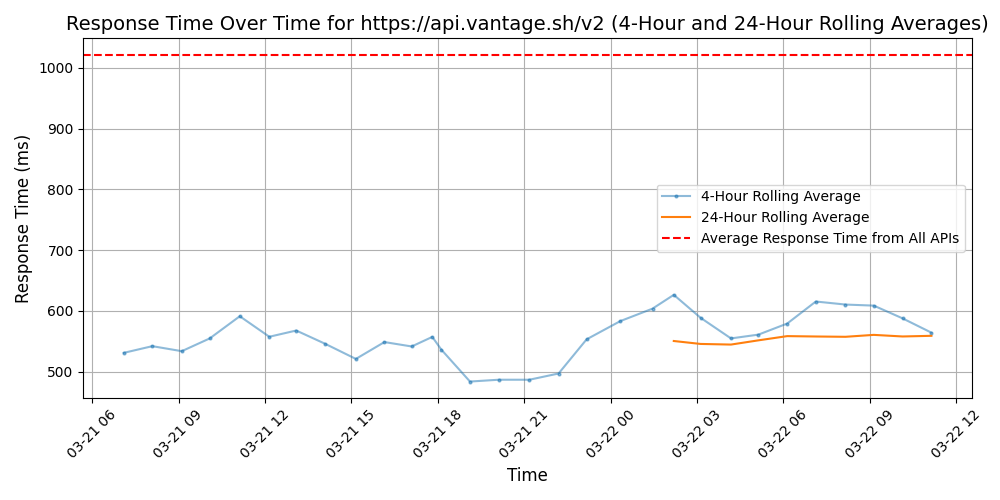 Response Time Over Time for https://api.vantage.sh/v2 (4-Hour and 24-Hour Rolling Averages)
Response Time (ms)
1000
900
800
700
600
500
4-Hour Rolling Average
24-Hour Rolling Average
Average Response Time from All APIs
03-21 06
03-21 09
03-21 12
03-21 15
03-21 18
03-21 21
03-22 00
03-22 03
03-22 06
03-22 09
03-22 12
Time